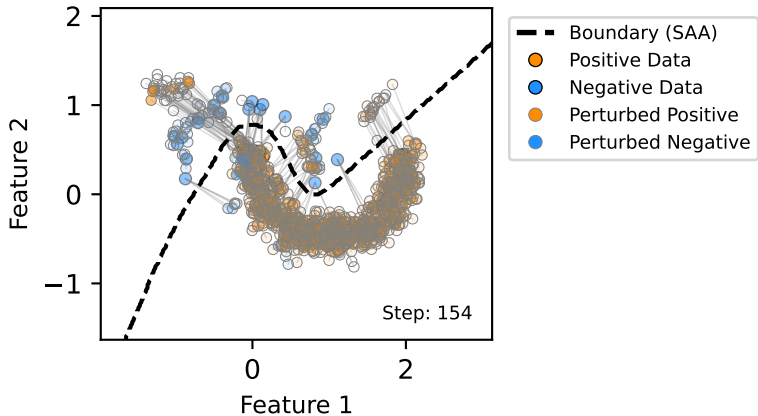 2
1
0
−1
0
2
Feature 2
Feature 1
Step: 154
Boundary (SAA)
Positive Data
Negative Data
Perturbed Positive
Perturbed Negative